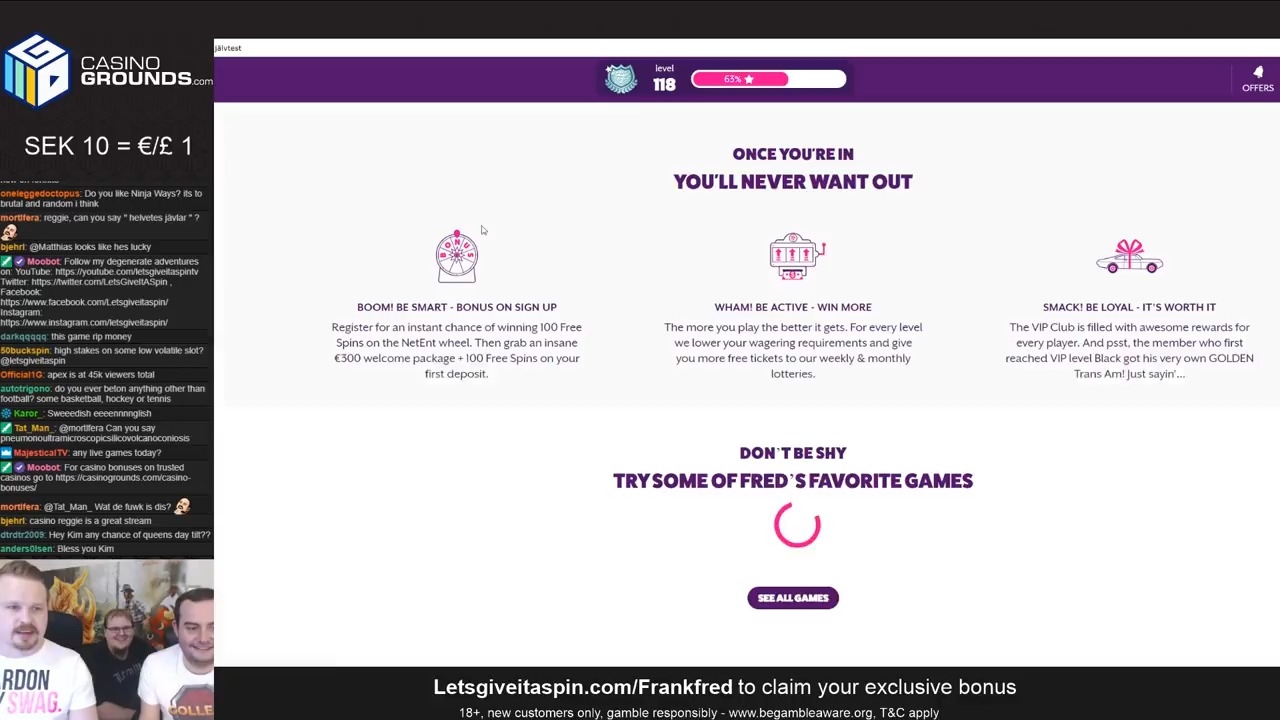 CASINO
GROUNDS.com
SEK 10 = €/£ 1
oneleggedoctopus: Do you like Ninja Ways? its to
brutal and random i think
mortifera: reggie, can you say " helvetes jävlar " ?
bjehrl: @Matthias looks like hes lucky
Moobot: Follow my degenerate adventures
on: YouTube: https://youtube.com/letsgiveitaspintv
Twitter: https://twitter.com/LetsGiveItASpin ,
Facebook:
https://www.facebook.com/Letsgiveitaspin/
Instagram:
https://www.instagram.com/letsgiveitaspin/
darkqqqqq: this game rip money
50buckspin: high stakes on some low volatile slot?
@letsgiveitaspin
Official1G: apex is at 45k viewers total
autotrigono: do you ever beton anything other than
football? some basketball, hockey or tennis
Karor_: Sweeedish eeeennnnglish
Tat_Man_: @mortifera Can you say
pneumonoultramicroscopicsilicovolcanoconiosis
MajesticalTV: any live games today?
Moobot: For casino bonuses on trusted
casinos go to https://casinogrounds.com/casino-
bonuses/
mortifera: @Tat_Man_ Wat de fuwk is dis?
bjehrl: casino reggie is a great stream
dtrdtr2009: Hey Kim any chance of queens day tilt??
anders0lsen: Bless you Kim
jälvtest
level
118
63%
OFFERS
ONCE YOU'RE IN
YOU'LL NEVER WANT OUT
BONUS
BOOM! BE SMART - BONUS ON SIGN UP
Register for an instant chance of winning 100 Free
Spins on the NetEnt wheel. Then grab an insane
€300 welcome package + 100 Free Spins on your
first deposit.
WHAM! BE ACTIVE - WIN MORE
The more you play the better it gets. For every level
we lower your wagering requirements and give
you more free tickets to our weekly & monthly
lotteries.
SMACK! BE LOYAL - IT'S WORTH IT
The VIP Club is filled with awesome rewards for
every player. And psst, the member who first
reached VIP level Black got his very own GOLDEN
Trans Am! Just sayin'...
DON'T BE SHY
TRY SOME OF FRED'S FAVORITE GAMES
SEE ALL GAMES
Letsgiveitaspin.com/Frankfred to claim your exclusive bonus
18+, new customers only, gamble responsibly - www.begambleaware.org, T&C apply